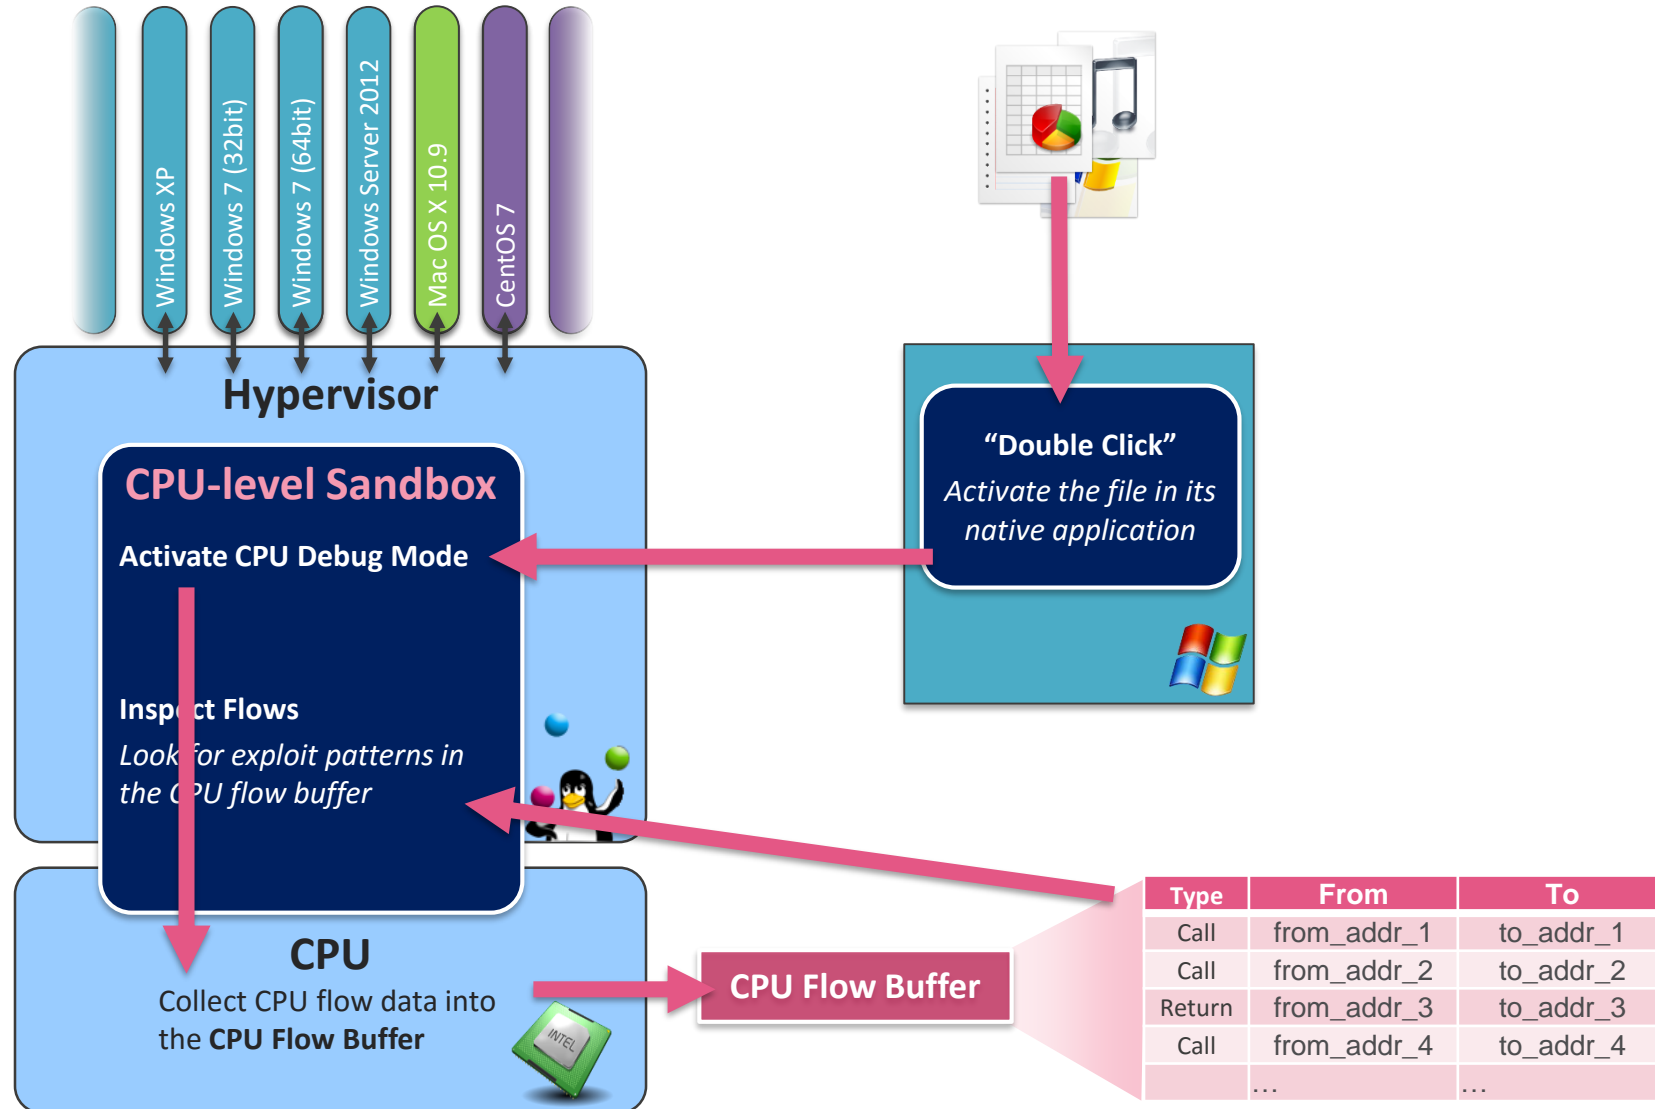 Windows XP
Windows 7 (32bit)
Windows 7 (64bit)
Windows Server 2012
Mac OS X 10.9
CentOS 7
Hypervisor
CPU-level Sandbox
Activate CPU Debug Mode
Inspect Flows
Look for exploit patterns in
the CPU flow buffer
“Double Click”
Activate the file in its
native application
CPU
Collect CPU flow data into
the CPU Flow Buffer
INTEL
CPU Flow Buffer
Type From To
Call from_addr_1 to_addr_1
Call from_addr_2 to_addr_2
Return from_addr_3 to_addr_3
Call from_addr_4 to_addr_4
… …